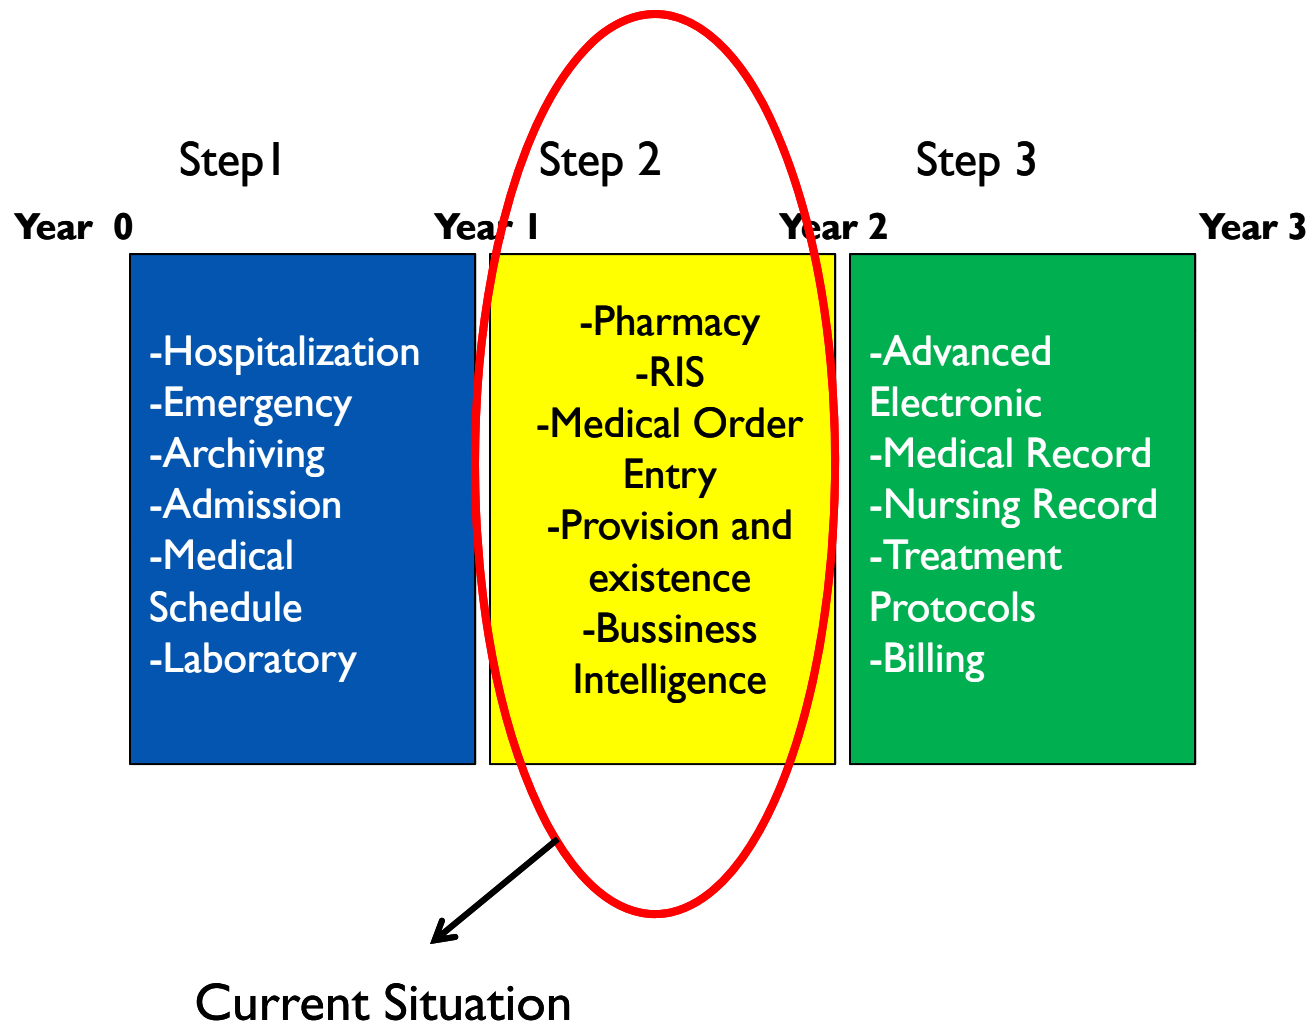 Step1
Step 2
Step 3
Year 0
Year 1
Year 2
Year 3
-Hospitalization
-Emergency
-Archiving
-Admission
-Medical
Schedule
-Laboratory
-Pharmacy
-RIS
-Medical Order
Entry
-Provision and
existence
-Bussiness
Intelligence
-Advanced
Electronic
-Medical Record
-Nursing Record
-Treatment
Protocols
-Billing
Current Situation